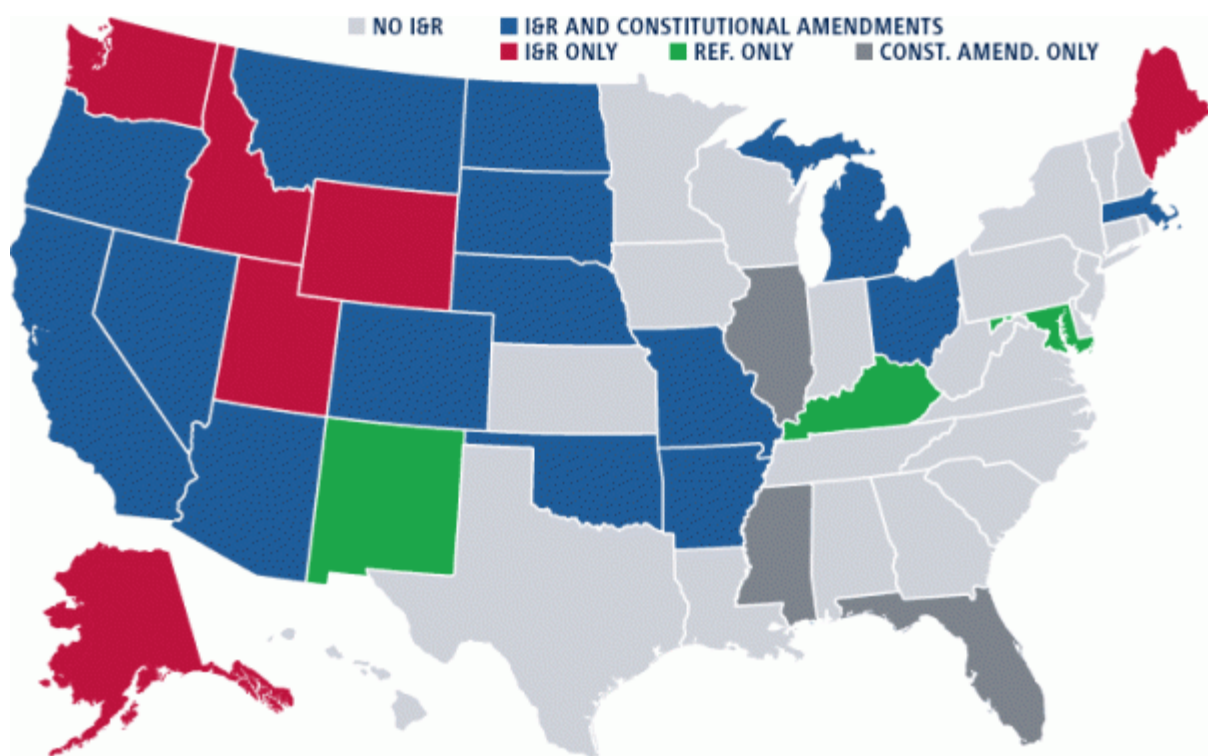 NO I&R I&R AND CONSTITUTIONAL AMENDMENTS
I&R ONLY REF. ONLY CONST. AMEND. ONLY